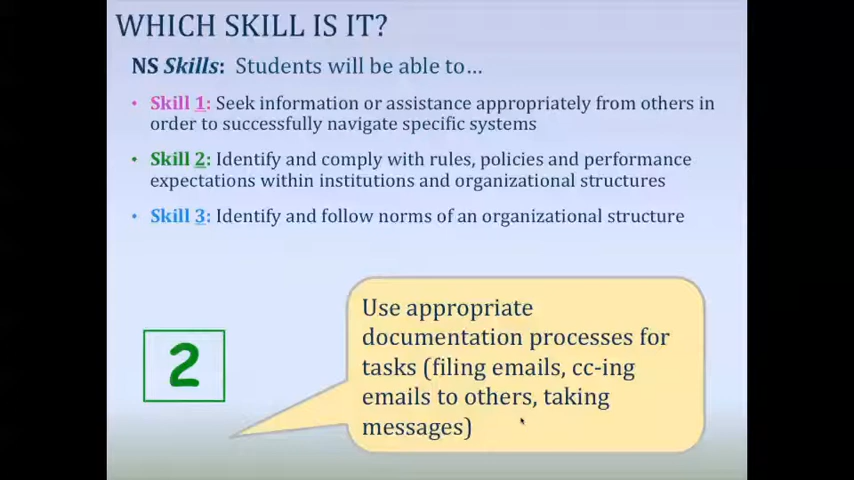 WHICH SKILL IS IT?
NS Skills: Students will be able to…
• Skill 1: Seek information or assistance appropriately from others in
order to successfully navigate specific systems
• Skill 2: Identify and comply with rules, policies and performance
expectations within institutions and organizational structures
• Skill 3: Identify and follow norms of an organizational structure
Use appropriate
documentation processes for
tasks (filing emails, cc-ing
emails to others, taking
messages)
2